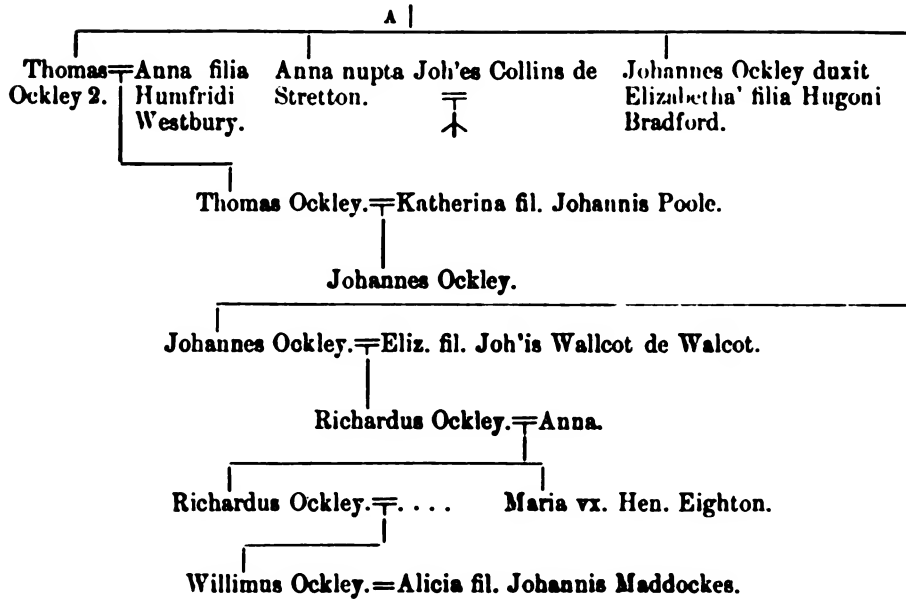 A
Thomas Anna filia Anna nupta Joh'es Collins de Johannes Ockley duxit
Ockley 2. Humfridi Stretton. Elizabetha' filia Hugoni
Westbury. Bradford.
Thomas Ockley.=Katherina fil. Johannis Poole.
Johannes Ockley.
Johannes Ockley.=Eliz. fil. Joh'is Wallcot de Walcot.
Richardus Ockley.=Anna.
Richardus Ockley.=. . . . Maria vx. Hen. Eighton.
Willimus Ockley.=Alicia fil. Johannis Maddockes.